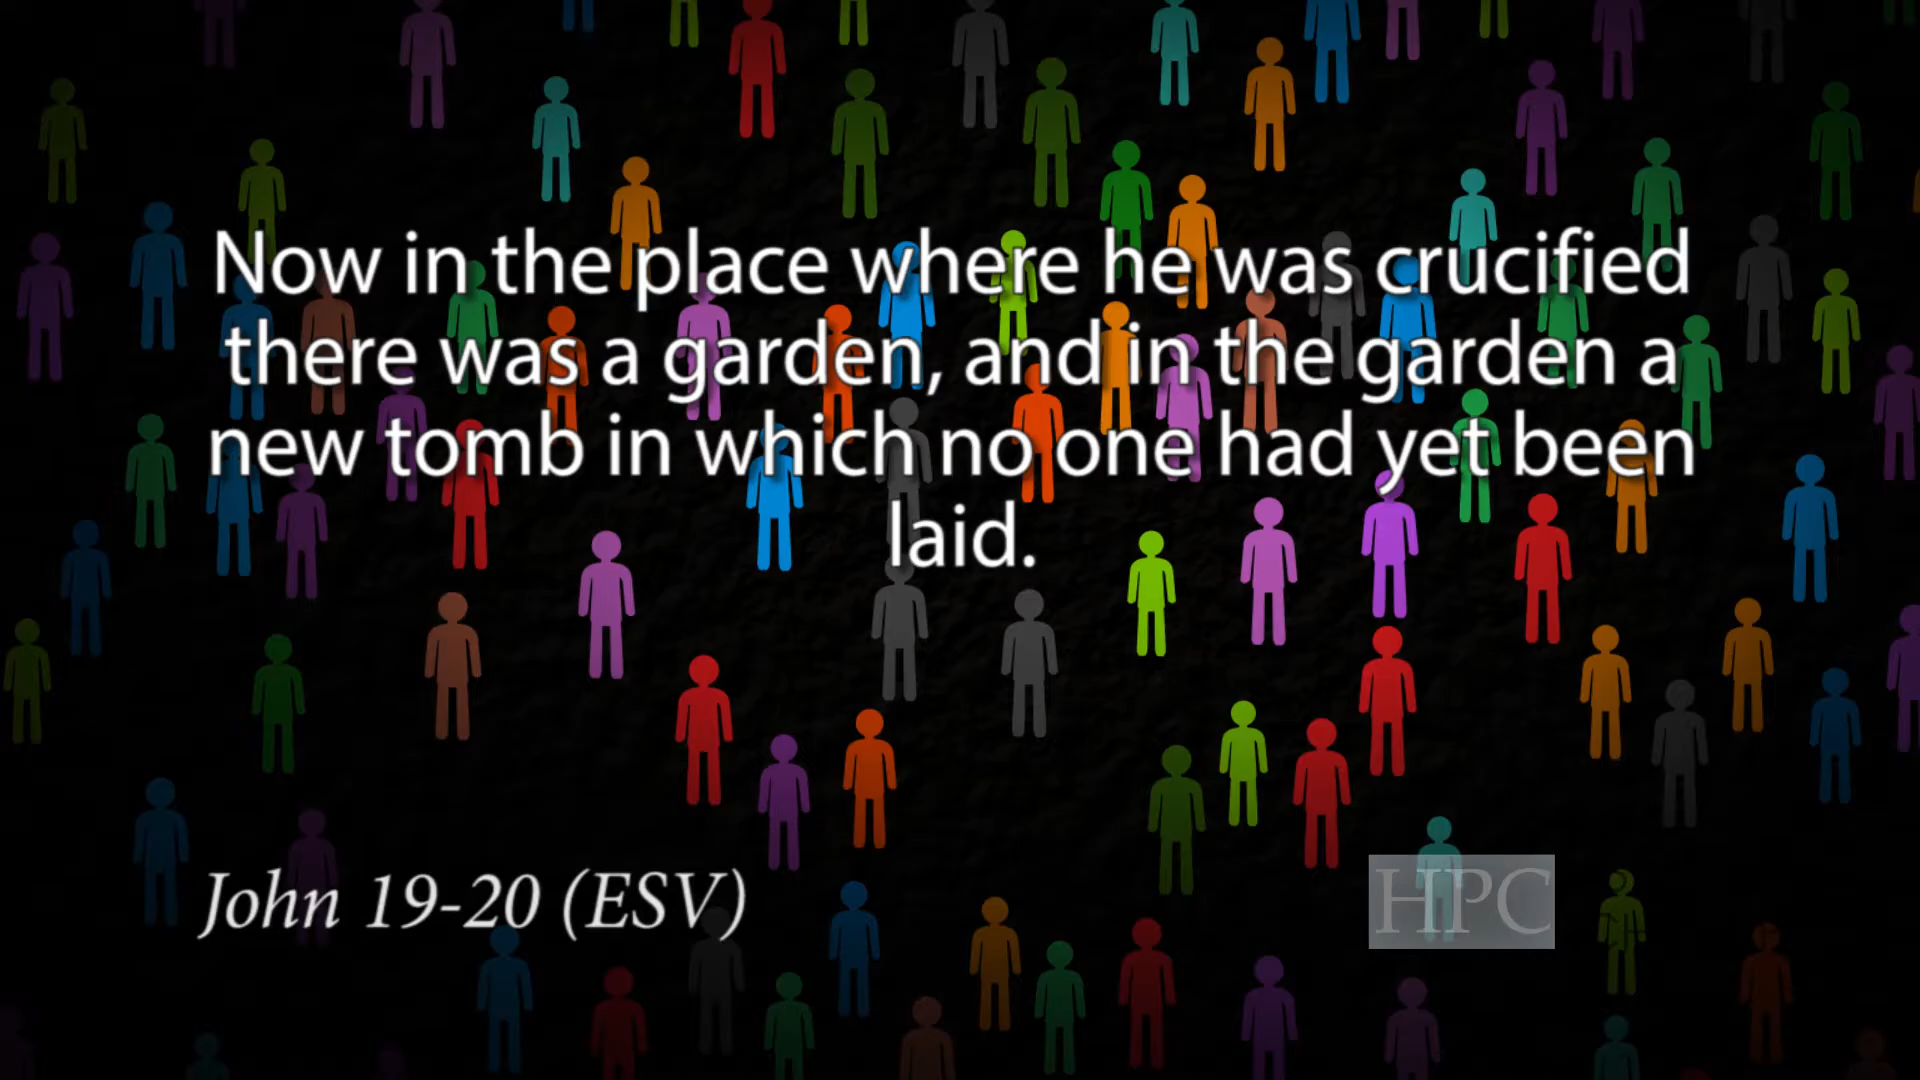 Now in the place where he was crucified
there was a garden, and in the garden a
new tomb in which no one had yet been
laid.
John 19-20 (ESV)
HPC